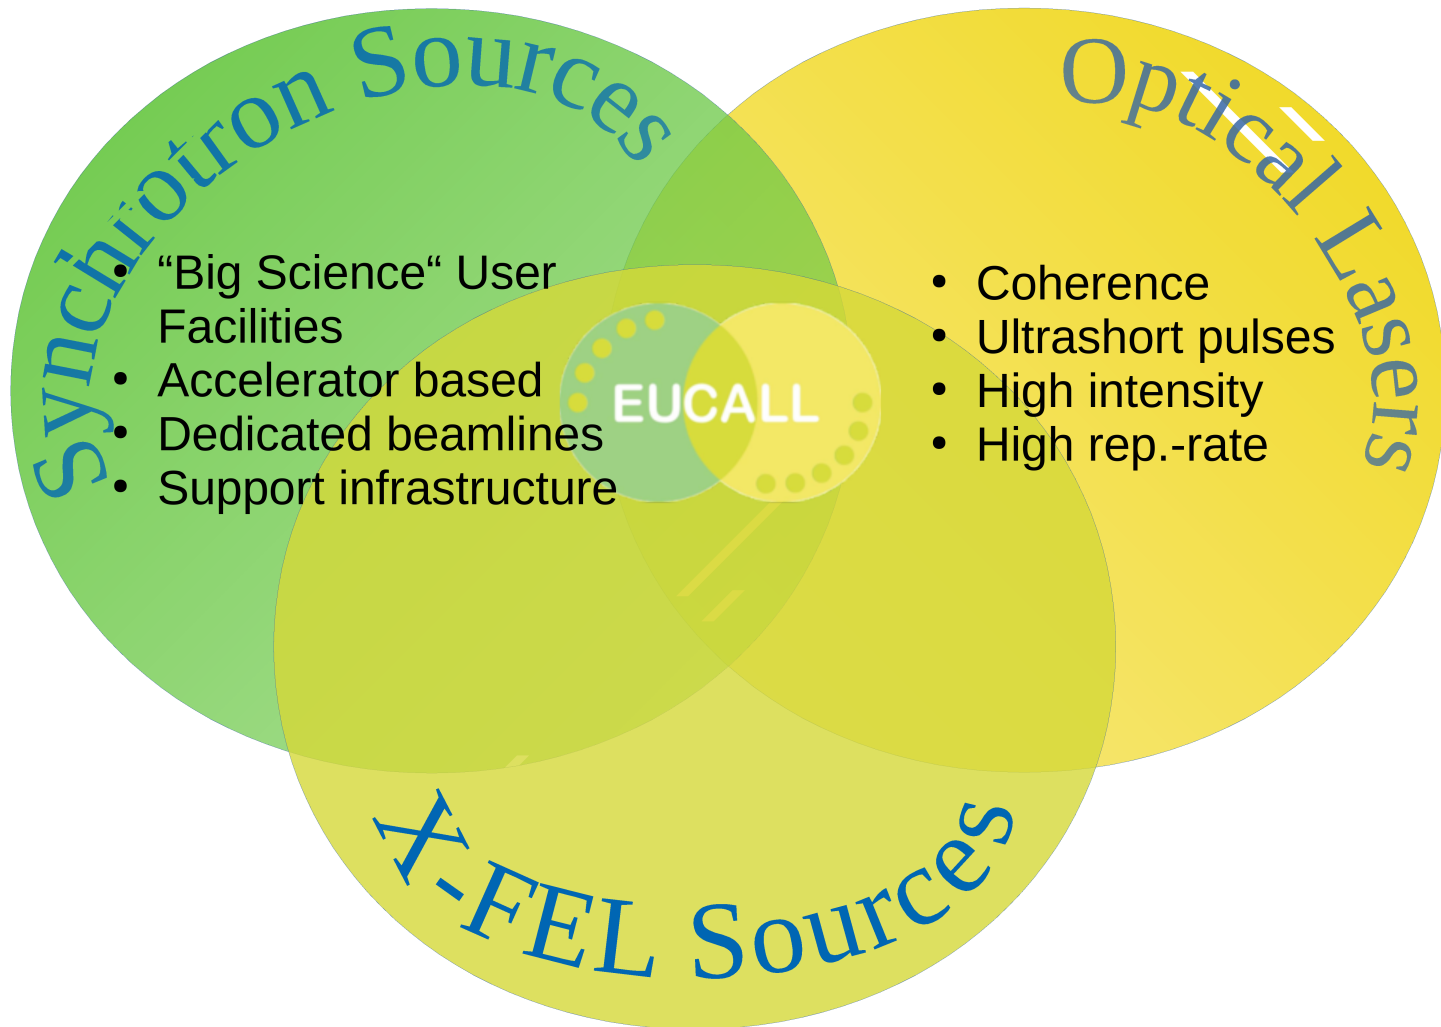 Synchrotron Sources
Optical Lasers
• “Big Science“ User
Facilities
• Accelerator based
• Dedicated beamlines
• Support infrastructure
EUCALL
• Coherence
• Ultrashort pulses
• High intensity
• High rep.-rate
X-FEL Sources